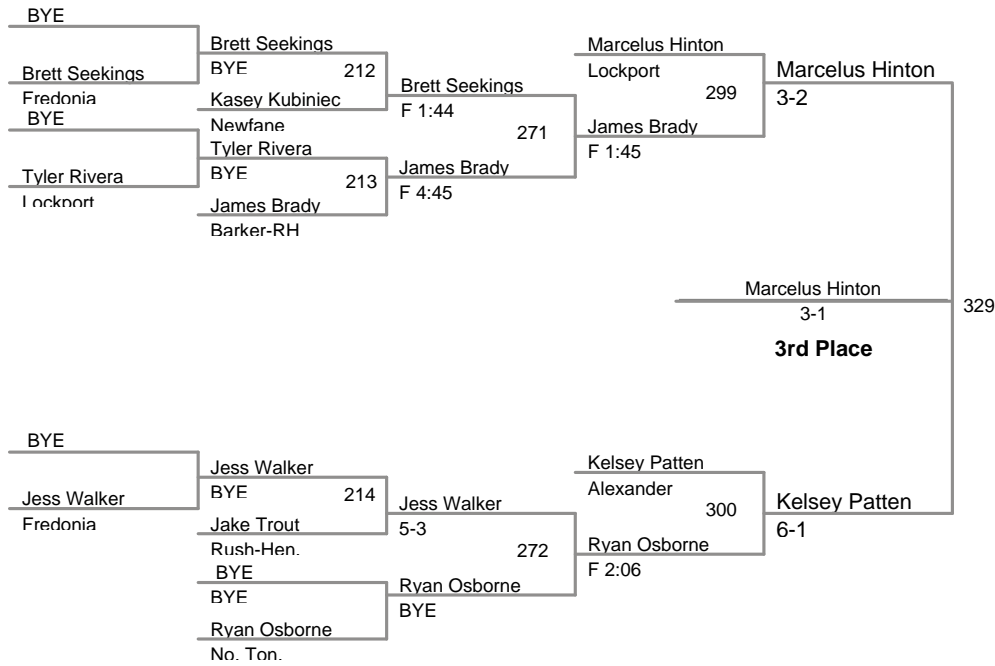 BYE
Brett Seekings
Fredonia
BYE
Tyler Rivera
Lockport
Brett Seekings
BYE
212
Kasey Kubiniec
Newfane
Tyler Rivera
BYE
213
James Brady
Barker-RH
Brett Seekings
F 1:44
271
James Brady
F 4:45
Marcelus Hinton
Lockport
299
James Brady
F 1:45
Marcelus Hinton
3-2
Marcelus Hinton
3-1
3rd Place
329
BYE
Jess Walker
Fredonia
Jess Walker
BYE
214
Jake Trout
Rush-Hen.
BYE
BYE
Ryan Osborne
No. Ton.
Jess Walker
5-3
272
Ryan Osborne
BYE
Kelsey Patten
Alexander
300
Ryan Osborne
F 2:06
Kelsey Patten
6-1